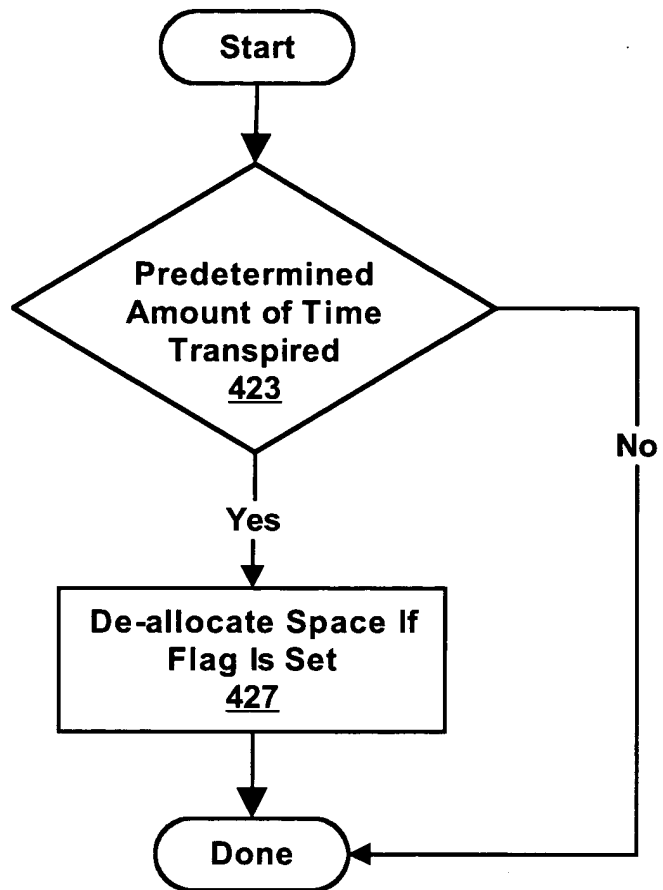 Start
Predetermined
Amount of Time
Transpired
423
No
Yes
De-allocate Space If
Flag Is Set
427
Done